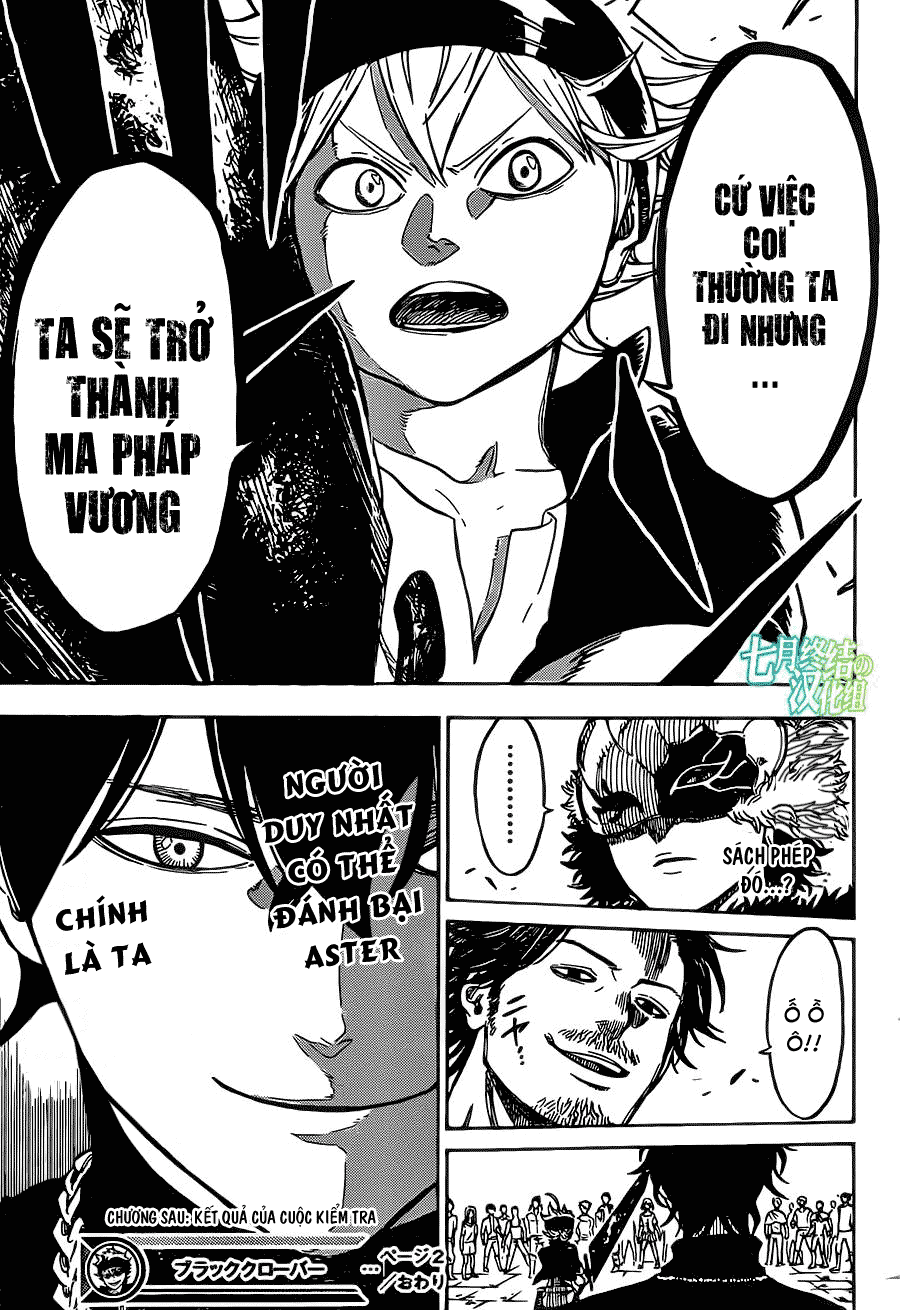 CỨ VIỆC
COI
THƯỜNG TA
ĐI NHƯNG
...
TA SẼ TRỞ
THÀNH
MA PHÁP
VƯƠNG
七月终结の
汉化组
.........
SÁCH PHÉP
ĐÓ...?
Ố Ồ
Ô!!
ニヤ…
NGƯỜI
DUY NHẤT
CÓ THỂ
ĐÁNH BẠI
ASTER
CHÍNH
LÀ TA
CHƯƠNG SAU: KẾT QUẢ CỦA CUỘC KIỂM TRA
ブラッククローバー … ページ2
／おわり